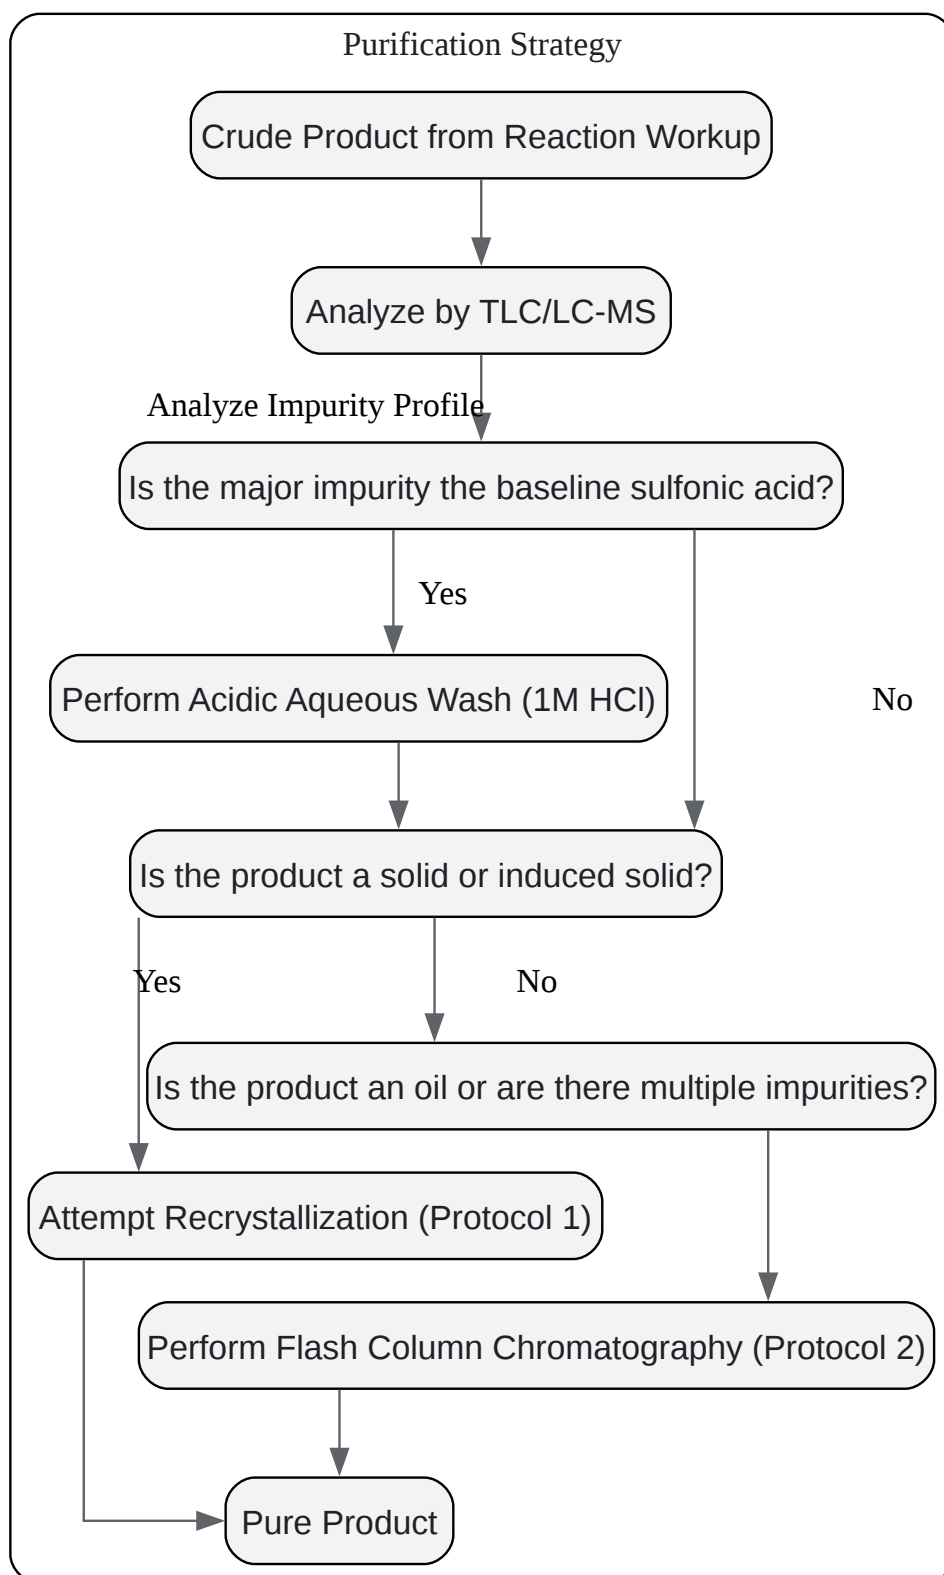 Purification Strategy
Crude Product from Reaction Workup
Analyze by TLC/LC-MS
Analyze Impurity Profile
Is the major impurity the baseline sulfonic acid?
Yes
Perform Acidic Aqueous Wash (1M HCl)
No
Is the product a solid or induced solid?
Yes
No
Is the product an oil or are there multiple impurities?
Attempt Recrystallization (Protocol 1)
Perform Flash Column Chromatography (Protocol 2)
Pure Product